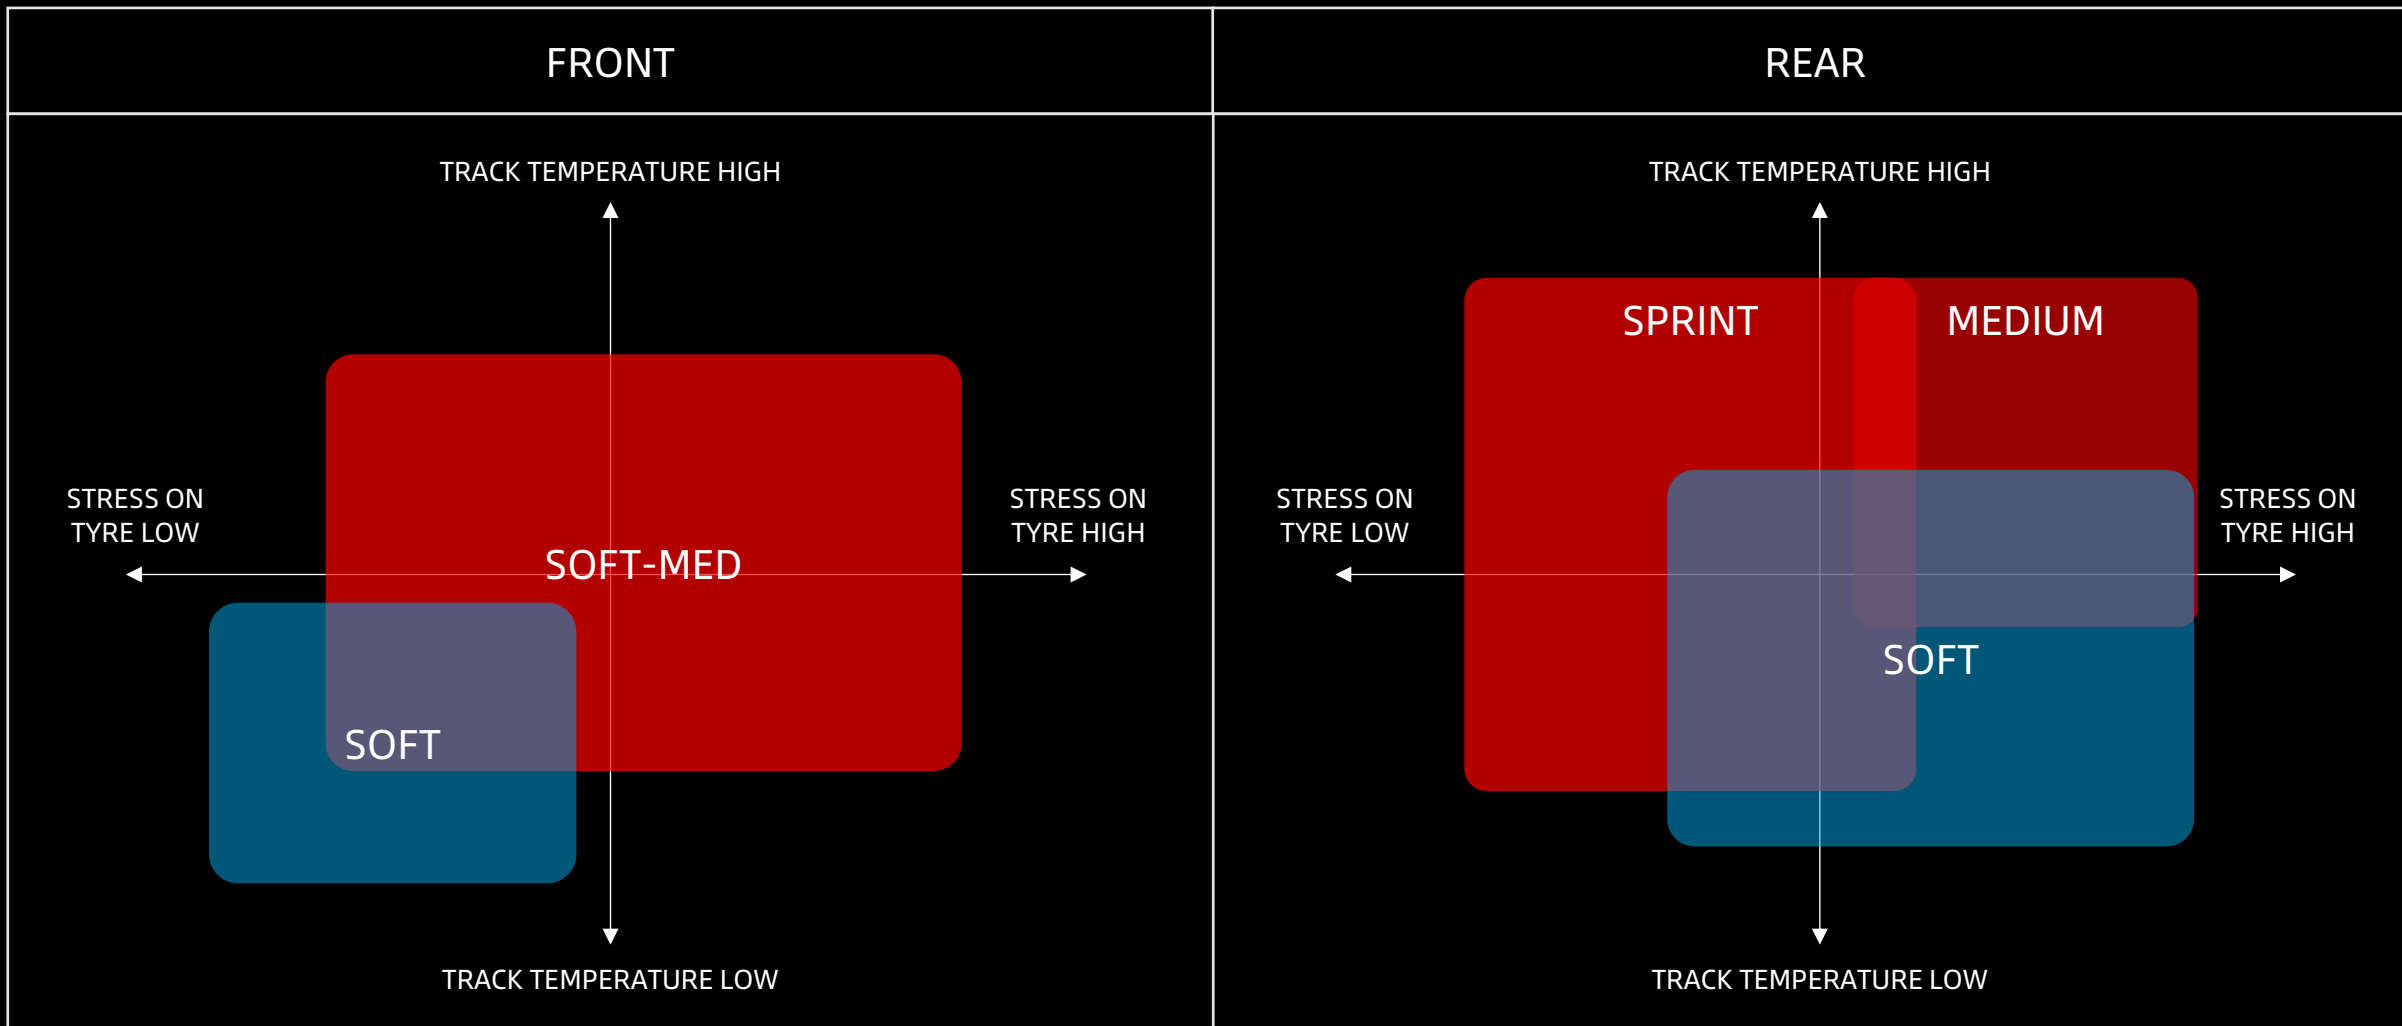 FRONT
TRACK TEMPERATURE HIGH
STRESS ON
TYRE LOW
STRESS ON
TYRE HIGH
SOFT-MED
SOFT
TRACK TEMPERATURE LOW
REAR
TRACK TEMPERATURE HIGH
SPRINT
MEDIUM
STRESS ON
TYRE LOW
STRESS ON
TYRE HIGH
SOFT
TRACK TEMPERATURE LOW